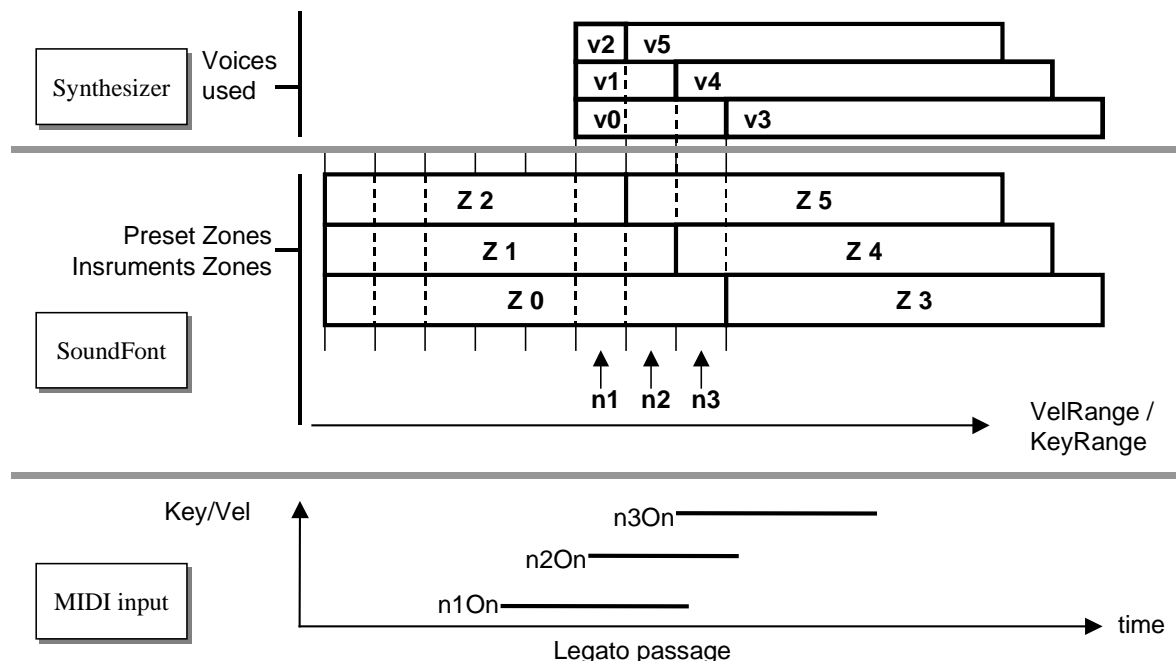 v2 v5
Synthesizer
Voices
used
v1 v4
v0 v3
Z 2 Z 5
Preset Zones
Insruments Zones
Z 1 Z 4
Z 0 Z 3
SoundFont
n1 n2 n3
VelRange /
KeyRange
Key/Vel
n3On
n2On
MIDI input
n1On
time
Legato passage